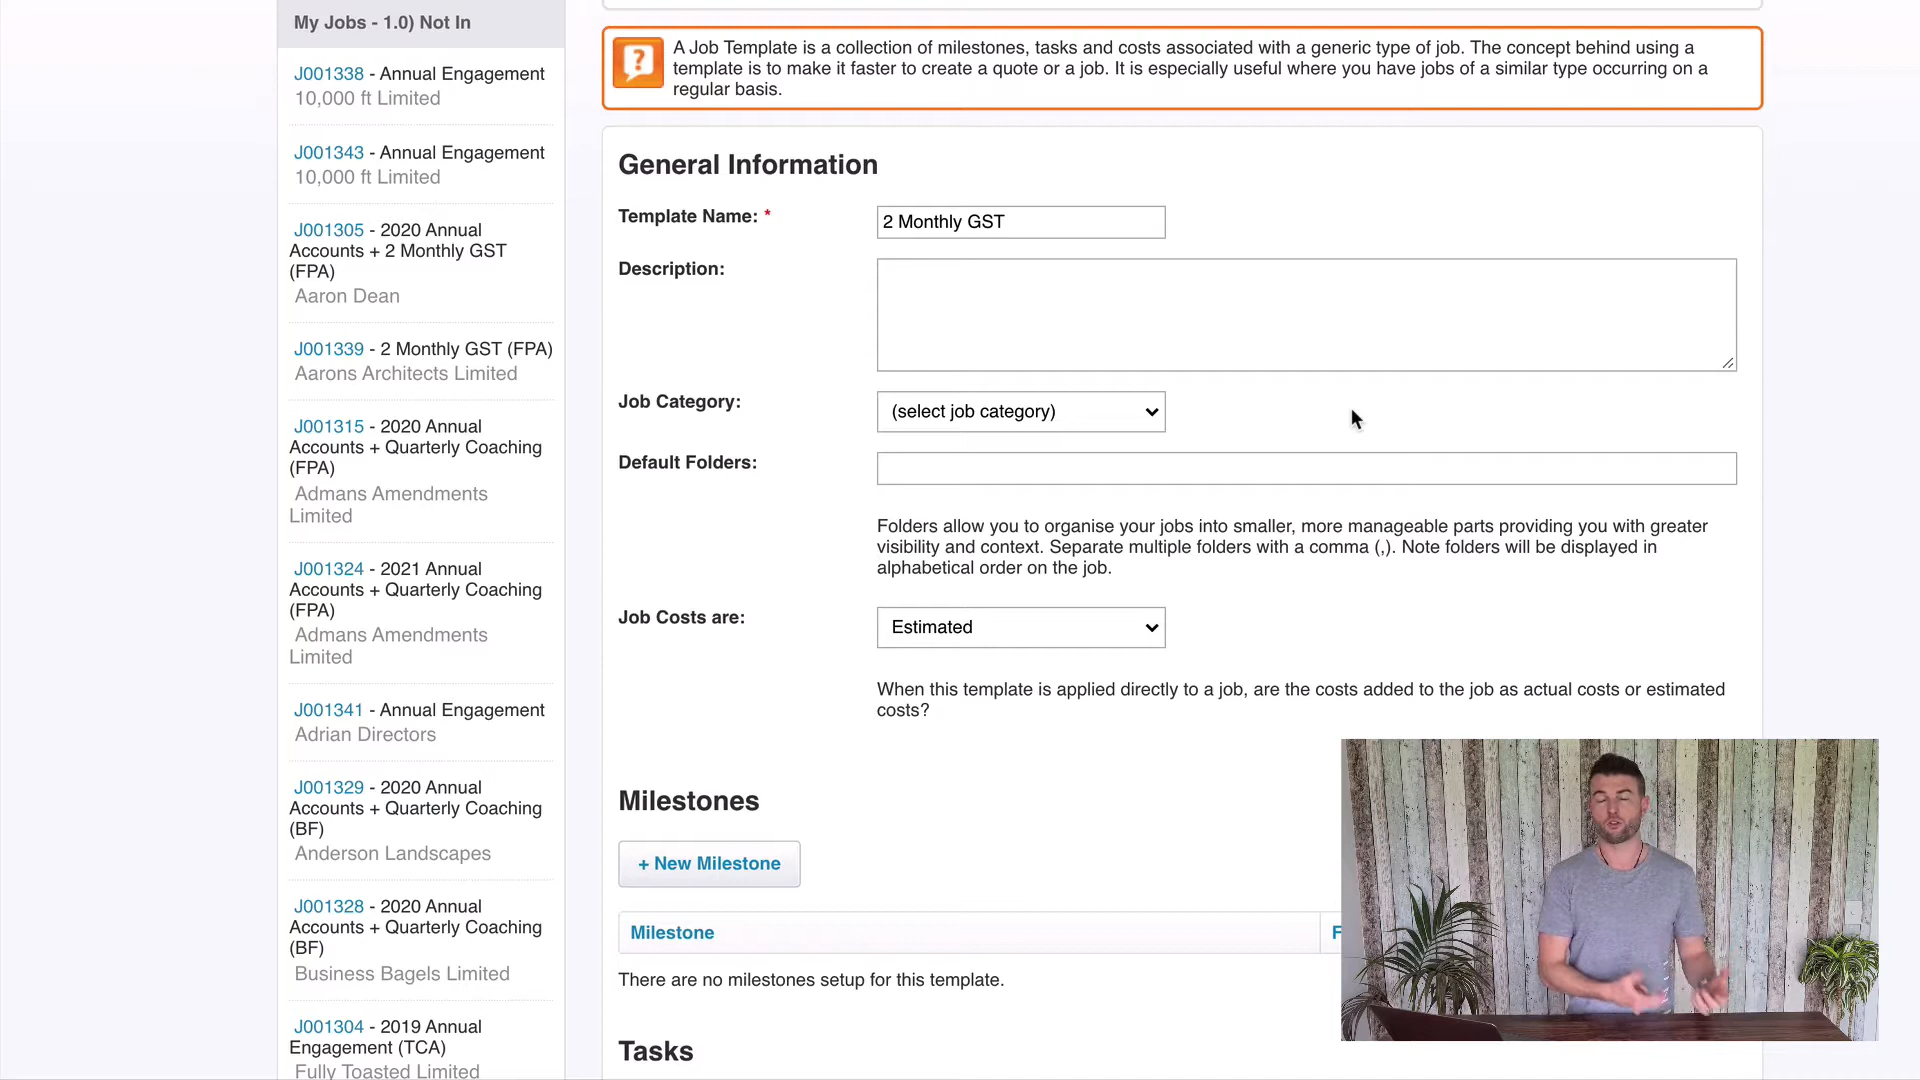 My Jobs - 1.0) Not In
J001338 - Annual Engagement
10,000 ft Limited
J001343 - Annual Engagement
10,000 ft Limited
J001305 - 2020 Annual
Accounts + 2 Monthly GST
(FPA)
Aaron Dean
J001339 - 2 Monthly GST (FPA)
Aarons Architects Limited
J001315 - 2020 Annual
Accounts + Quarterly Coaching
(FPA)
Admans Amendments
Limited
J001324 - 2021 Annual
Accounts + Quarterly Coaching
(FPA)
Admans Amendments
Limited
J001341 - Annual Engagement
Adrian Directors
J001329 - 2020 Annual
Accounts + Quarterly Coaching
(BF)
Anderson Landscapes
J001328 - 2020 Annual
Accounts + Quarterly Coaching
(BF)
Business Bagels Limited
J001304 - 2019 Annual
Engagement (TCA)
Fully Toasted Limited
?
A Job Template is a collection of milestones, tasks and costs associated with a generic type of job. The concept behind using a
template is to make it faster to create a quote or a job. It is especially useful where you have jobs of a similar type occurring on a
regular basis.
General Information
Template Name: *
2 Monthly GST
Description:
Job Category:
(select job category)
Default Folders:
Folders allow you to organise your jobs into smaller, more manageable parts providing you with greater
visibility and context. Separate multiple folders with a comma (,). Note folders will be displayed in
alphabetical order on the job.
Job Costs are:
Estimated
When this template is applied directly to a job, are the costs added to the job as actual costs or estimated
costs?
Milestones
+ New Milestone
Milestone
There are no milestones setup for this template.
Tasks